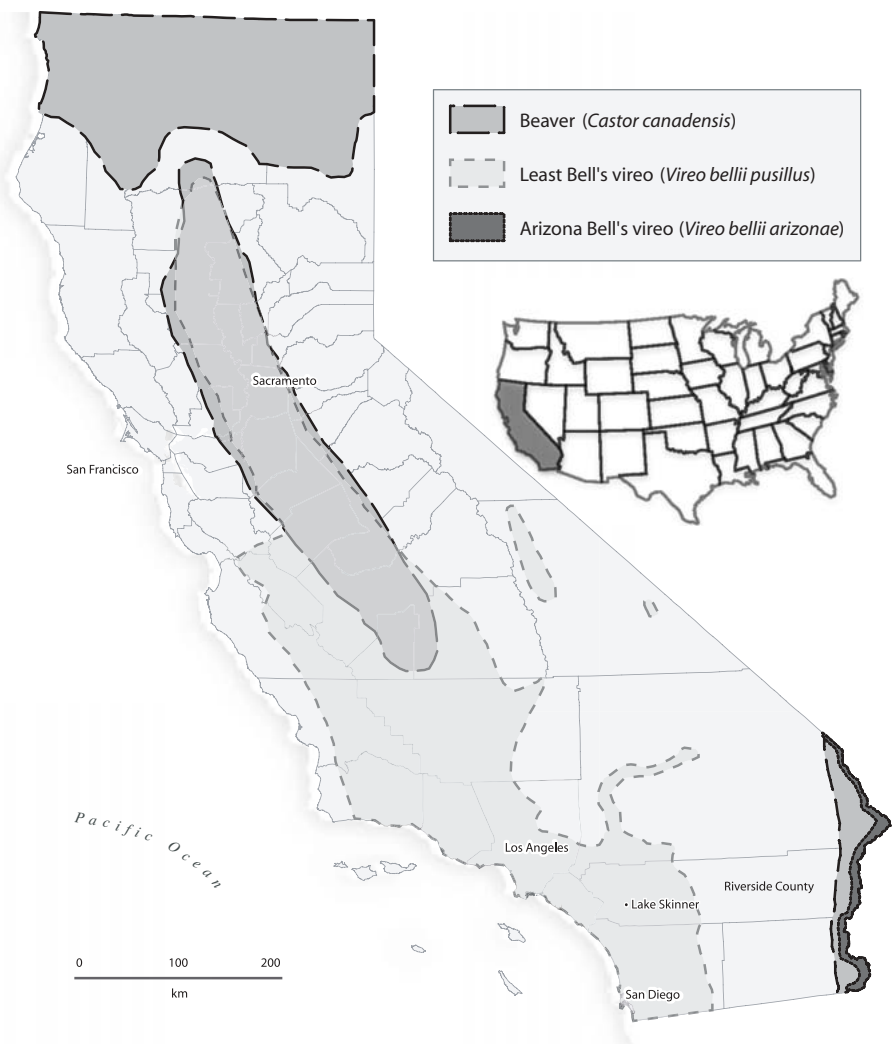 Beaver (Castor canadensis)
Least Bell's vireo (Vireo bellii pusillus)
Arizona Bell's vireo (Vireo bellii arizonae)
Sacramento
San Francisco
Pacific Ocean
Los Angeles
Riverside County
• Lake Skinner
San Diego
0 100 200
km